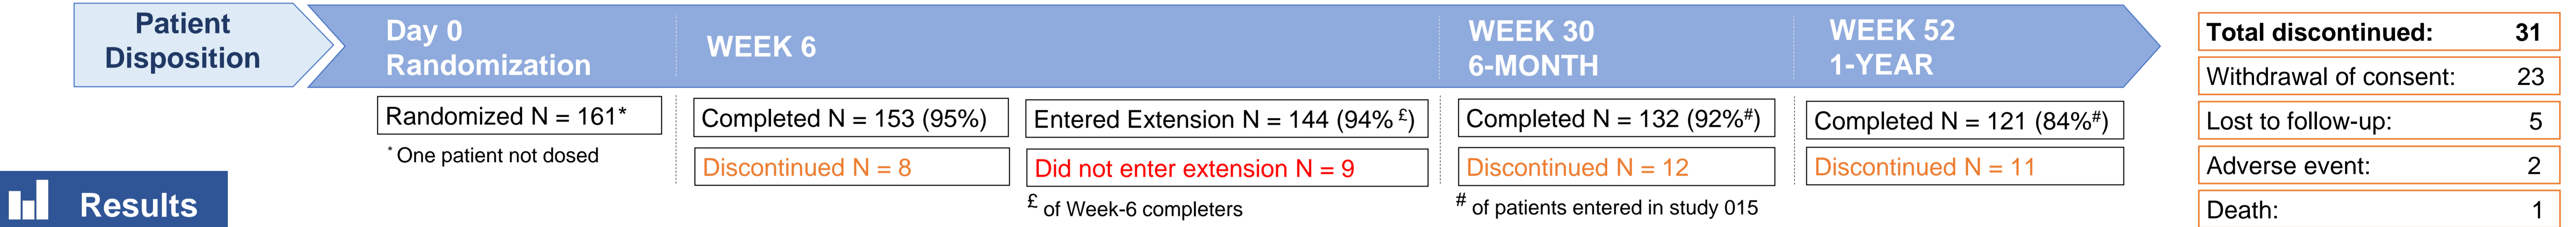 Patient
Disposition
Day 0
Randomization
WEEK 6
WEEK 30
6-MONTH
WEEK 52
1-YEAR
Randomized N = 161*
* One patient not dosed
Completed N = 153 (95%)
Discontinued N = 8
Entered Extension N = 144 (94% £)
Did not enter extension N = 9
£ of Week-6 completers
Completed N = 132 (92%#)
Discontinued N = 12
# of patients entered in study 015
Completed N = 121 (84%#)
Discontinued N = 11
Total discontinued: 31
Withdrawal of consent: 23
Lost to follow-up: 5
Adverse event: 2
Death: 1
Results